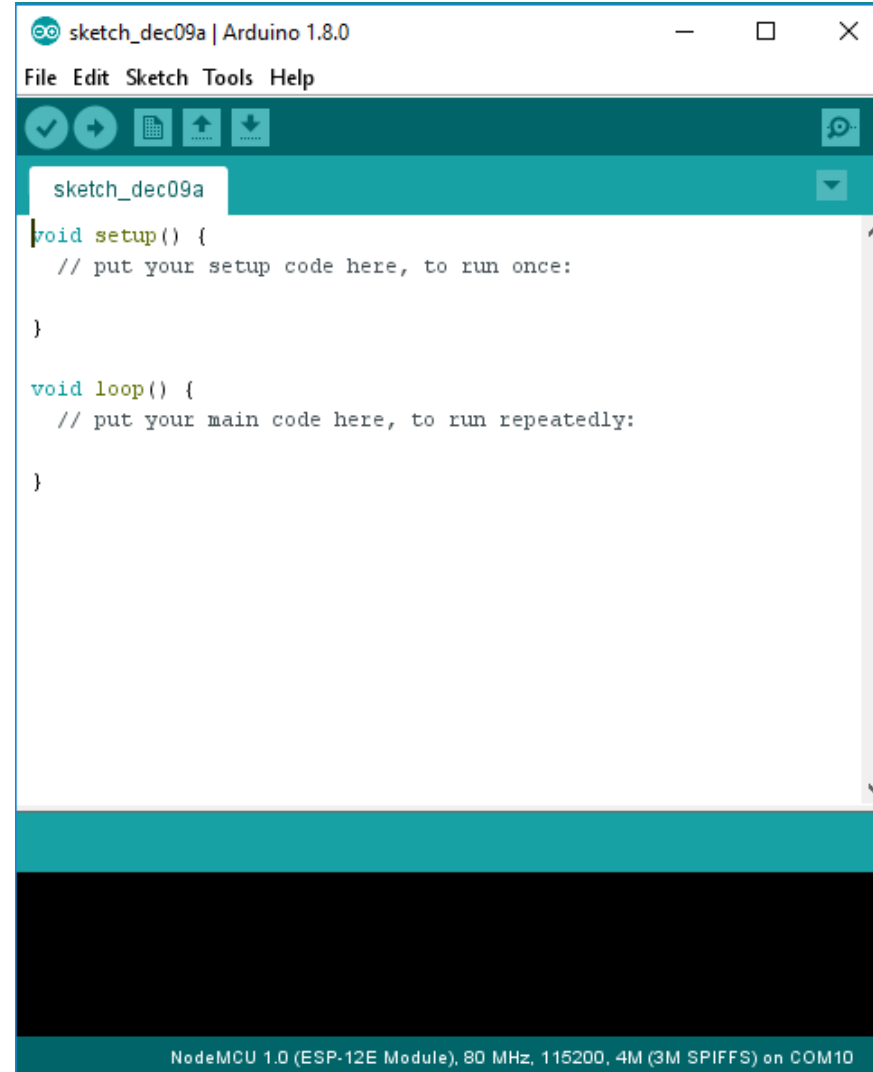 sketch_dec09a | Arduino 1.8.0
File Edit Sketch Tools Help
sketch_dec09a
void setup() {
  // put your setup code here, to run once:
}
void loop() {
  // put your main code here, to run repeatedly:
}
NodeMCU 1.0 (ESP-12E Module), 80 MHz, 115200, 4M (3M SPIFFS) on COM10